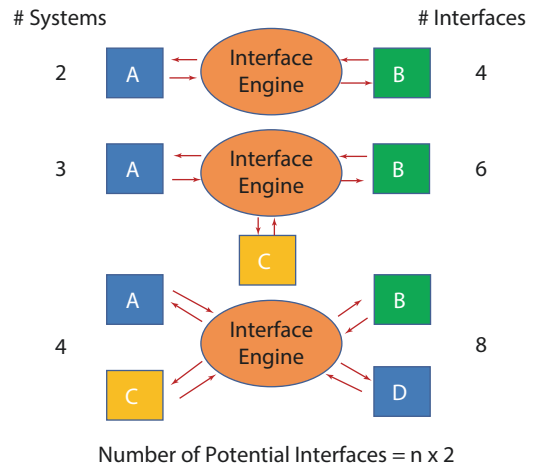 # Systems
# Interfaces
2
A
Interface
Engine
B
4
3
A
Interface
Engine
B
6
C
A
B
4
Interface
Engine
8
C
D
Number of Potential Interfaces = n x 2